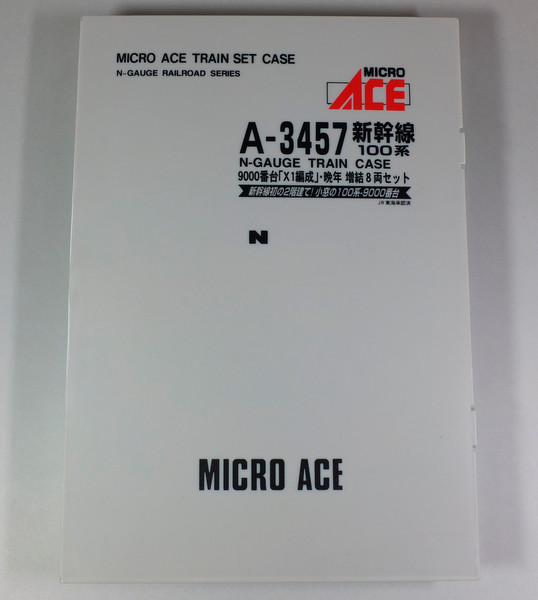 MICRO ACE TRAIN SET CASE
N-GAUGE RAILROAD SERIES
MICRO
ACE
A-3457 新幹線
100系
N-GAUGE TRAIN CASE
9000番台「X1編成」・晩年 増結8両セット
新幹線初の2階建て!小窓の100系-9000番台
JR東海承認済
N
MICRO ACE